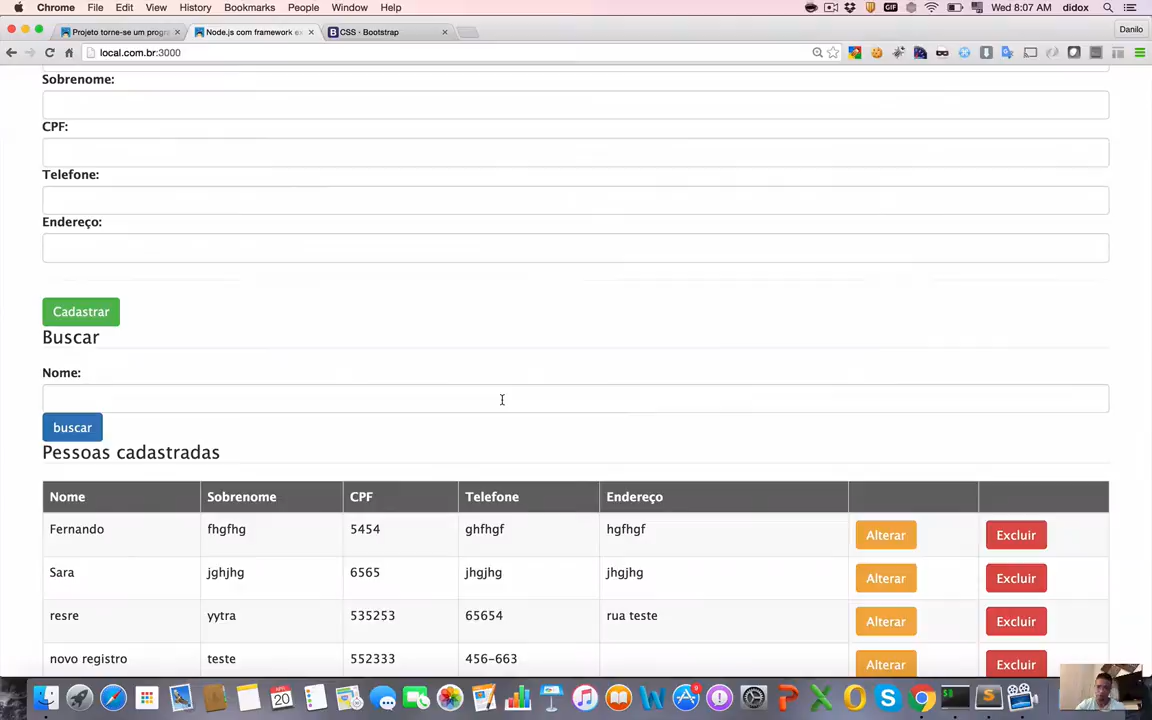 Chrome File Edit View History Bookmarks People Window Help GIF Wed 8:07 AM didox
Projeto torne-se um progra × Node.js com framework ex × B CSS · Bootstrap × Danilo
local.com.br:3000
Sobrenome:
CPF:
Telefone:
Endereço:
Cadastrar
Buscar
Nome:
buscar
Pessoas cadastradas
Nome Sobrenome CPF Telefone Endereço
Fernando fhgfhg 5454 ghfhgf hgfhgf Alterar Excluir
Sara jghjhg 6565 jhgjhg jhgjhg Alterar Excluir
resre yytra 535253 65654 rua teste Alterar Excluir
novo registro teste 552333 456-663 Alterar Excluir